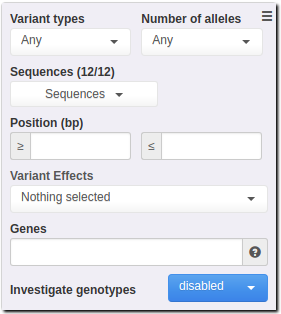 Variant types Number of alleles
Any Any
Sequences (12/12)
Sequences
Position (bp)
≥ ≤
Variant Effects
Nothing selected
Genes
?
Investigate genotypes disabled